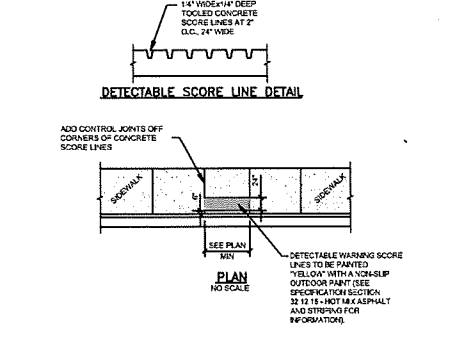 1/4" WIDEx1/4" DEEP
TOOLED CONCRETE
SCORE LINES AT 2"
O.C., 24" WIDE
DETECTABLE SCORE LINE DETAIL
ADD CONTROL JOINTS OFF
CORNERS OF CONCRETE
SCORE LINES
SIDEWALK
6"
24"
SIDEWALK
SEE PLAN
MIN
PLAN
NO SCALE
DETECTABLE WARNING SCORE
LINES TO BE PAINTED
"YELLOW" WITH A NON-SLIP
OUTDOOR PAINT (SEE
SPECIFICATION SECTION
32 12 16 - HOT MIX ASPHALT
AND STRIPING FOR
INFORMATION).